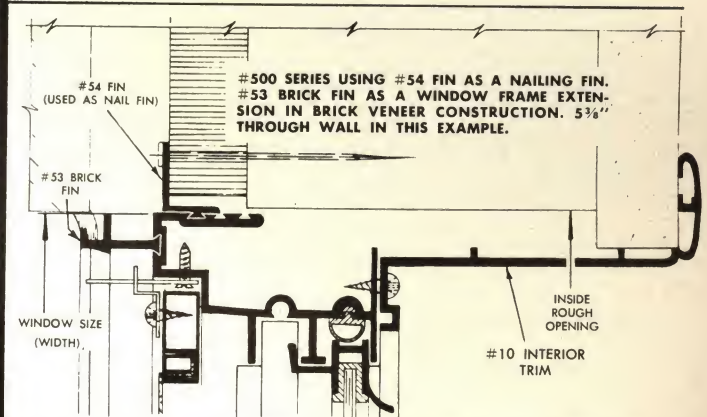 #54 FIN
(USED AS NAIL FIN)
#500 SERIES USING #54 FIN AS A NAILING FIN.
#53 BRICK FIN AS A WINDOW FRAME EXTEN-
SION IN BRICK VENEER CONSTRUCTION. 5⅜"
THROUGH WALL IN THIS EXAMPLE.
#53 BRICK
FIN
WINDOW SIZE
(WIDTH)
INSIDE
ROUGH
OPENING
#10 INTERIOR
TRIM